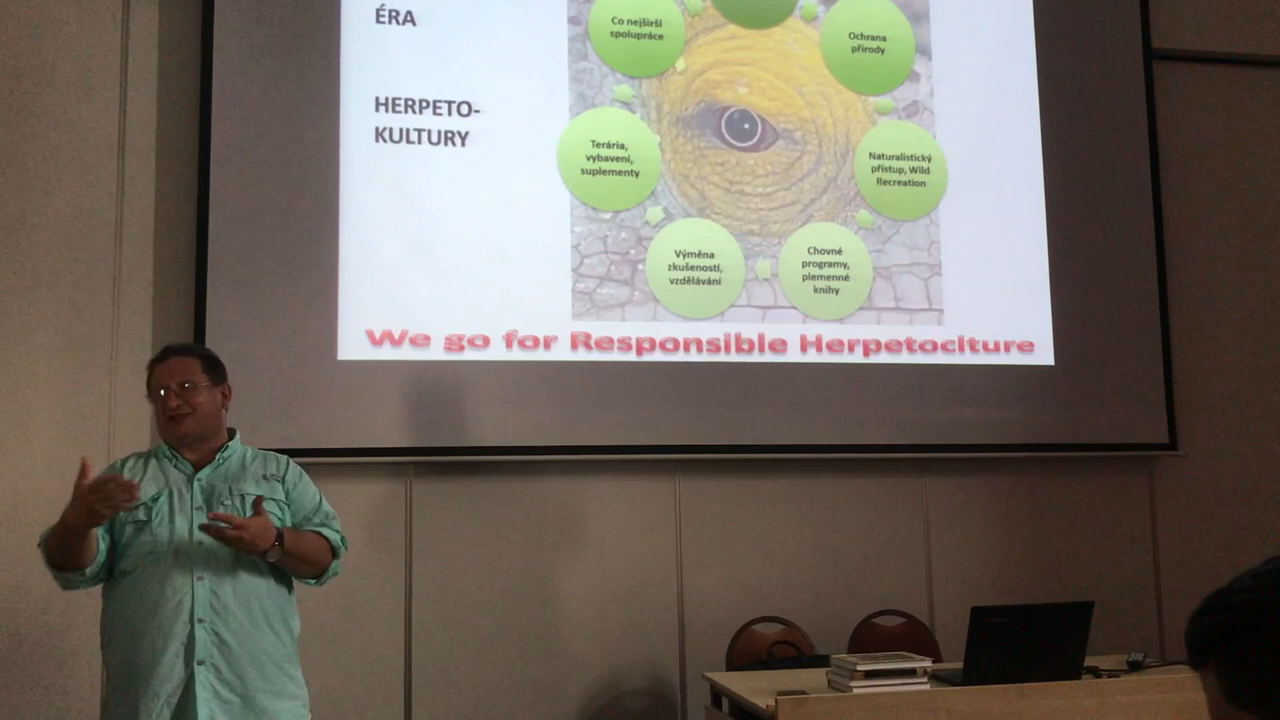 ÉRA
HERPETO-
KULTURY
Co nejširší
spolupráce
Ochrana
přírody
Terária,
vybavení,
suplementy
Naturalistický
přístup, Wild
Recreation
Výměna
zkušeností,
vzdělávání
Chovné
programy,
plemenné
knihy
We go for Responsible Herpetoclture